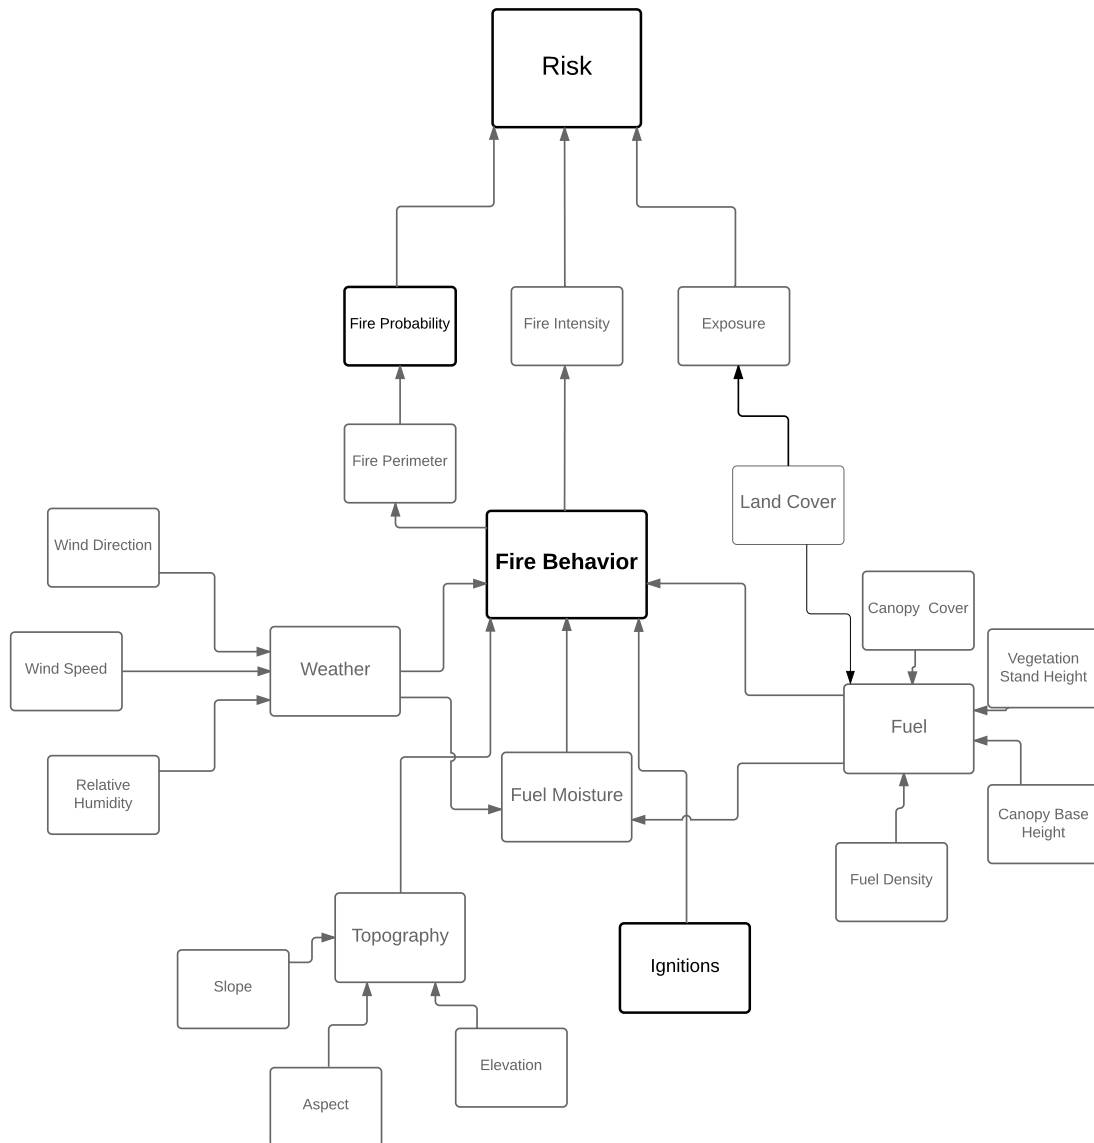 Risk
Fire Probability
Fire Intensity
Exposure
Fire Perimeter
Land Cover
Wind Direction
Fire Behavior
Canopy  Cover
Wind Speed
Weather
Vegetation
Stand Height
Fuel
Relative
Humidity
Fuel Moisture
Canopy Base
Height
Fuel Density
Topography
Ignitions
Slope
Elevation
Aspect